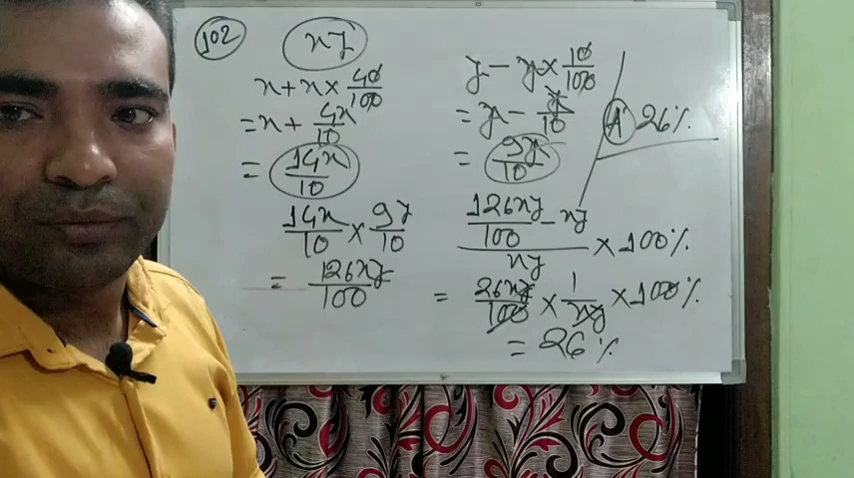 102
xy
x + x × 40/100
= x + 4x/10
= 14x/10
14x/10 × 9y/10
= 126xy/100
y − y × 10/100
= y − y/10
= 9y/10
(126xy/100 − xy)/xy × 100%
= 26xy/100 × 1/xy × 100%
= 26%
A 26%